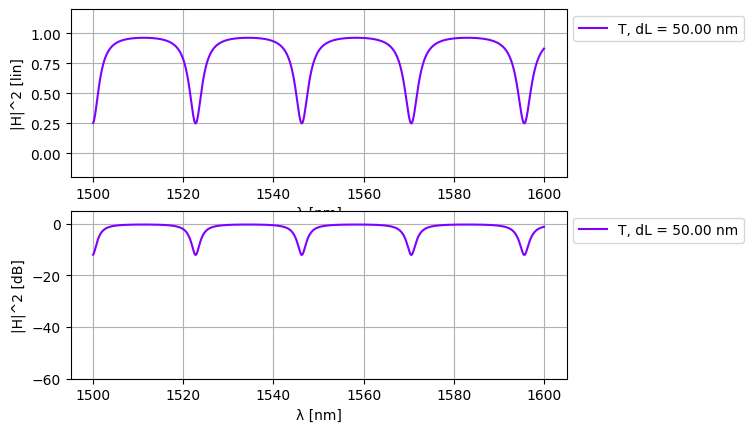 1.00
0.75
0.50
0.25
0.00
|H|^2 [lin]
1500 1520 1540 1560 1580 1600
λ [nm]
T, dL = 50.00 nm
0
−20
−40
−60
|H|^2 [dB]
1500 1520 1540 1560 1580 1600
λ [nm]
T, dL = 50.00 nm